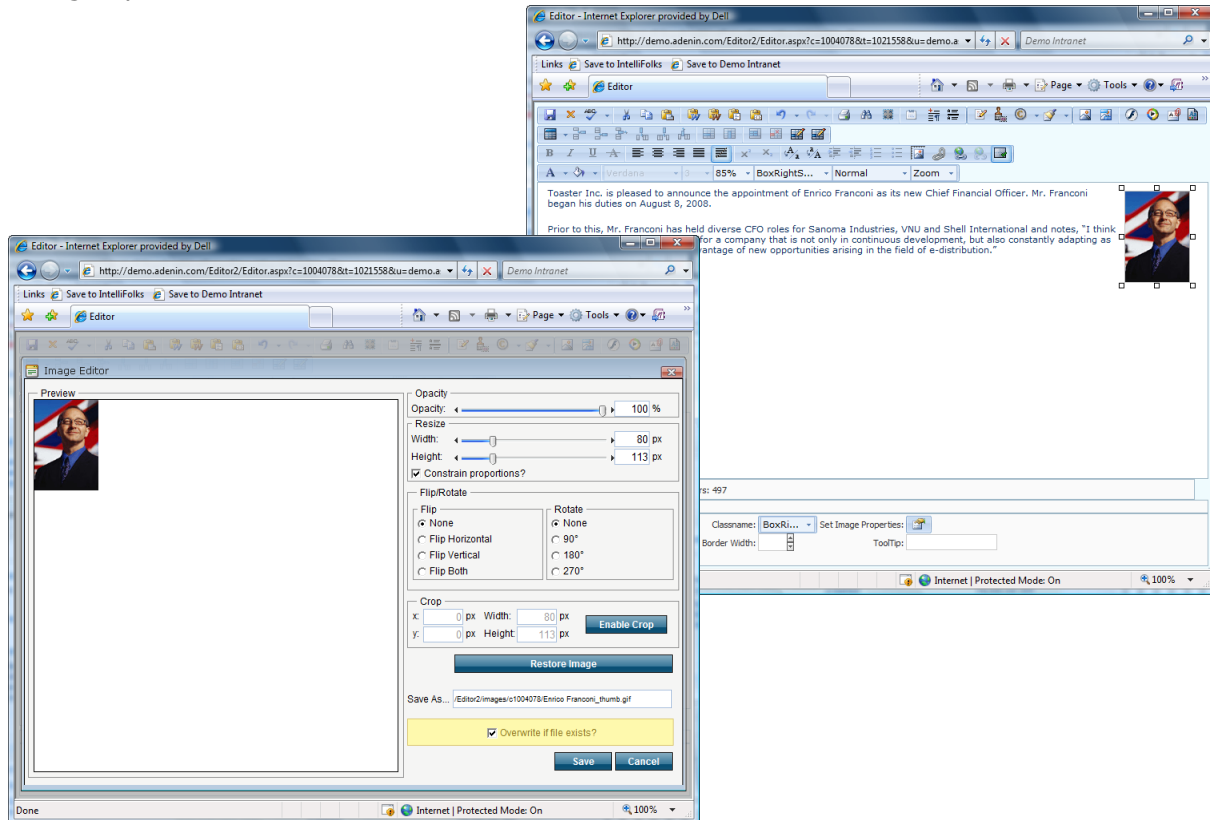 Editor - Internet Explorer provided by Dell
http://demo.adenin.com/Editor2/Editor.aspx?c=1004078&t=1021558&u=demo.a
Demo Intranet
Links Save to IntelliFolks Save to Demo Intranet
Editor
Page Tools
B I U A
A Verdana 3 85% BoxRightS... Normal Zoom
Toaster Inc. is pleased to announce the appointment of Enrico Franconi as its new Chief Financial Officer. Mr. Franconi
began his duties on August 8, 2008.
Prior to this, Mr. Franconi has held diverse CFO roles for Sanoma Industries, VNU and Shell International and notes, "I think
for a company that is not only in continuous development, but also constantly adapting as
antage of new opportunities arising in the field of e-distribution."
rs: 497
Classname: BoxRi... Set Image Properties:
Border Width: ToolTip:
Internet | Protected Mode: On 100%
Editor - Internet Explorer provided by Dell
http://demo.adenin.com/Editor2/Editor.aspx?c=1004078&t=1021558&u=demo.a
Demo Intranet
Links Save to IntelliFolks Save to Demo Intranet
Editor
Page Tools
Image Editor
Preview
Opacity
Opacity: 100 %
Resize
Width: 80 px
Height: 113 px
Constrain proportions?
Flip/Rotate
Flip Rotate
None None
Flip Horizontal 90°
Flip Vertical 180°
Flip Both 270°
Crop
x: 0 px Width: 80 px
y: 0 px Height: 113 px
Enable Crop
Restore Image
Save As... /Editor2/images/c1004078/Enrico Franconi_thumb.gif
Overwrite if file exists?
Save Cancel
Done
Internet | Protected Mode: On 100%